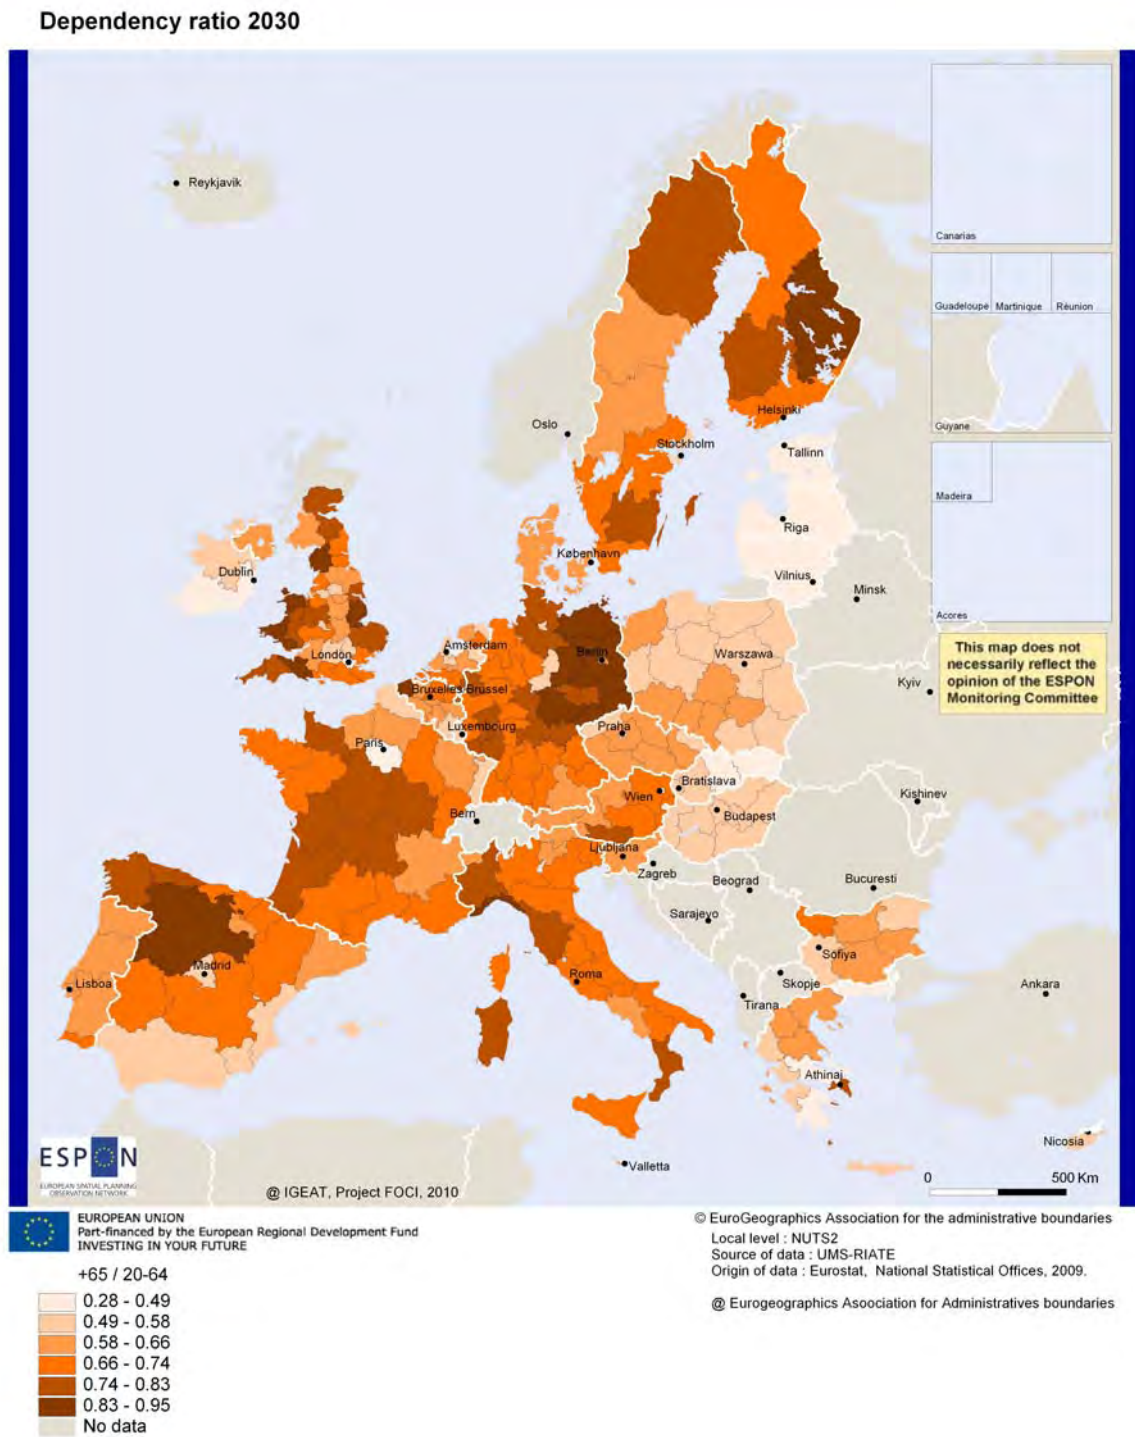 Dependency ratio 2030
Reykjavik
Canarias
Guadeloupe Martinique Réunion
Guyane
Madeira
Acores
Oslo
Helsinki
Stockholm
Tallinn
Riga
København
Dublin
Vilnius
Minsk
This map does not
necessarily reflect the
opinion of the ESPON
Monitoring Committee
London
Amsterdam
Berlin
Warszawa
Kyiv
Bruxelles-Brüssel
Luxembourg
Praha
Paris
Bratislava
Wien
Kishinev
Bern
Budapest
Ljubljana
Zagreb
Beograd
Bucuresti
Sarajevo
Madrid
Sofiya
Roma
Skopje
Ankara
Lisboa
Tirana
Athinai
Nicosia
Valletta
ESPON
EUROPEAN SPATIAL PLANNING
OBSERVATION NETWORK
@ IGEAT, Project FOCI, 2010
0 500 Km
EUROPEAN UNION
Part-financed by the European Regional Development Fund
INVESTING IN YOUR FUTURE
© EuroGeographics Association for the administrative boundaries
Local level : NUTS2
Source of data : UMS-RIATE
Origin of data : Eurostat, National Statistical Offices, 2009.
@ Eurogeographics Asoociation for Administratives boundaries
+65 / 20-64
0.28 - 0.49
0.49 - 0.58
0.58 - 0.66
0.66 - 0.74
0.74 - 0.83
0.83 - 0.95
No data